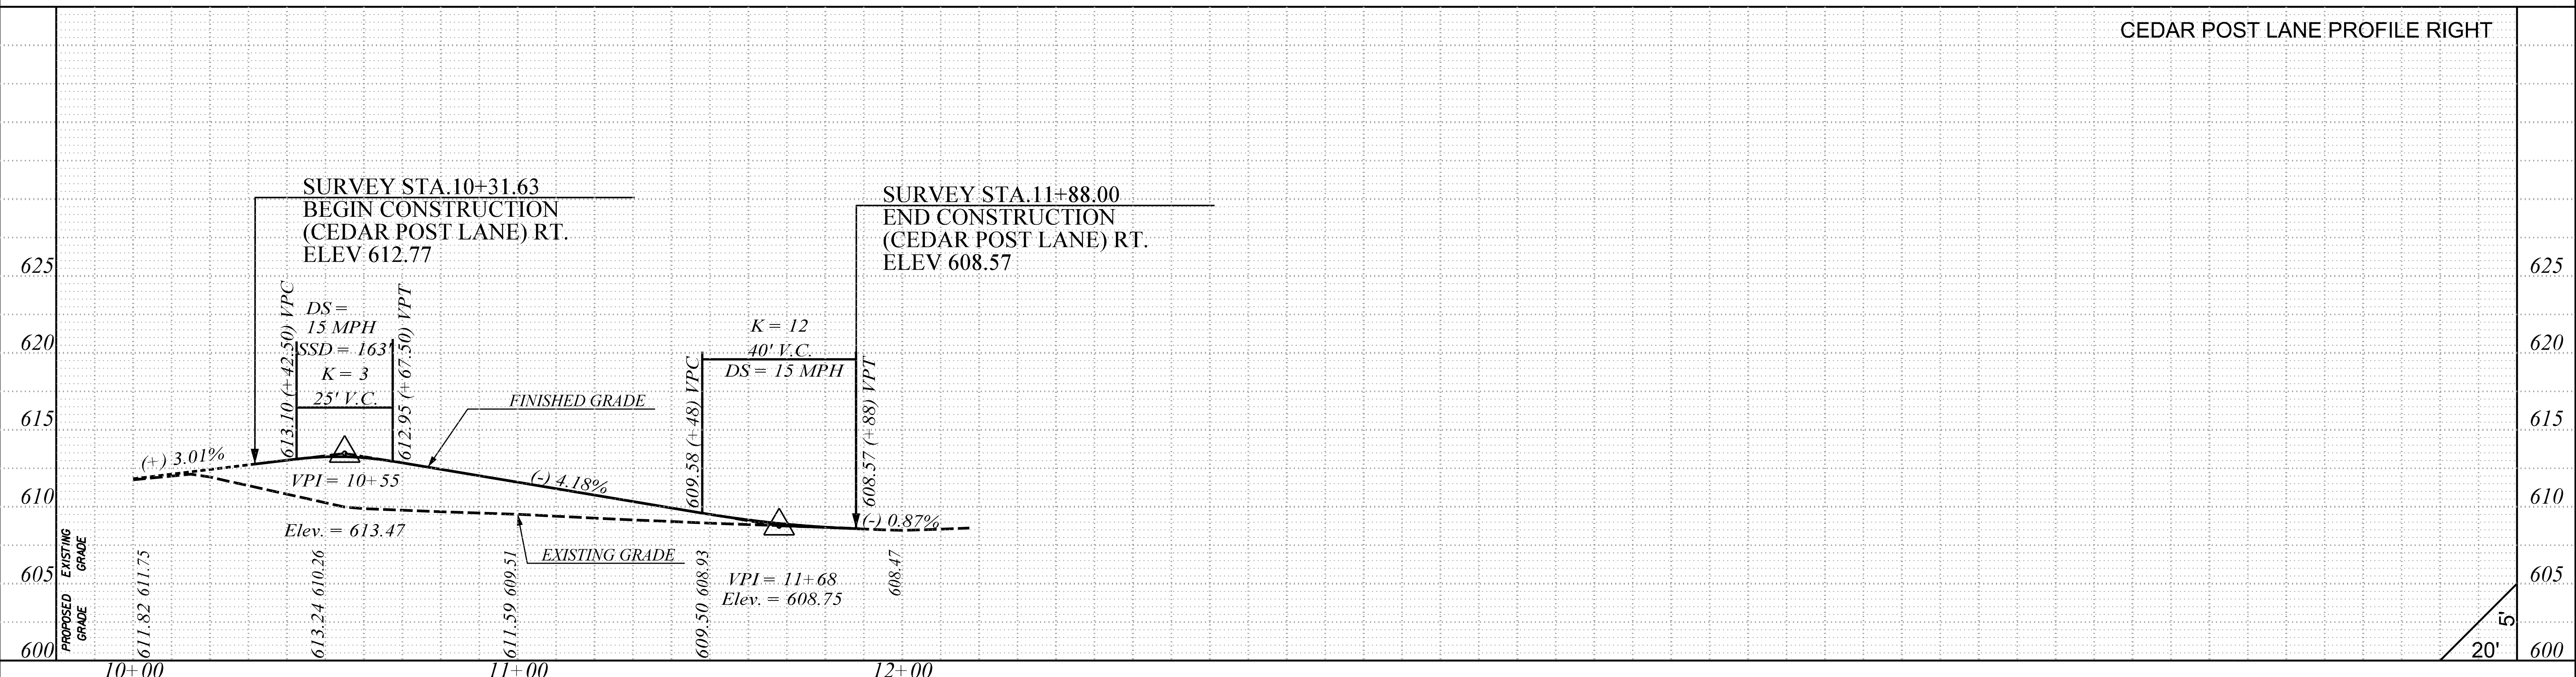 CEDAR POST LANE PROFILE RIGHT
SURVEY STA.10+31.63
BEGIN CONSTRUCTION
(CEDAR POST LANE) RT.
ELEV 612.77
SURVEY STA.11+88.00
END CONSTRUCTION
(CEDAR POST LANE) RT.
ELEV 608.57
625
620
615
610
605
600
613.10 (+42.50) VPC
DS =
15 MPH
SSD = 163'
K = 3
25' V.C.
612.95 (+67.50) VPT
FINISHED GRADE
609.58 (+48) VPC
K = 12
40' V.C.
DS = 15 MPH
608.57 (+88) VPT
(+) 3.01%
VPI = 10+55
Elev. = 613.47
(-) 4.18%
(-) 0.87%
EXISTING GRADE
VPI = 11+68
Elev. = 608.75
EXISTING
GRADE
PROPOSED
GRADE
611.82 611.75
613.24 610.26
611.59 609.51
609.50 608.93
608.47
10+00
11+00
12+00
625
620
615
610
605
600
5'
20'